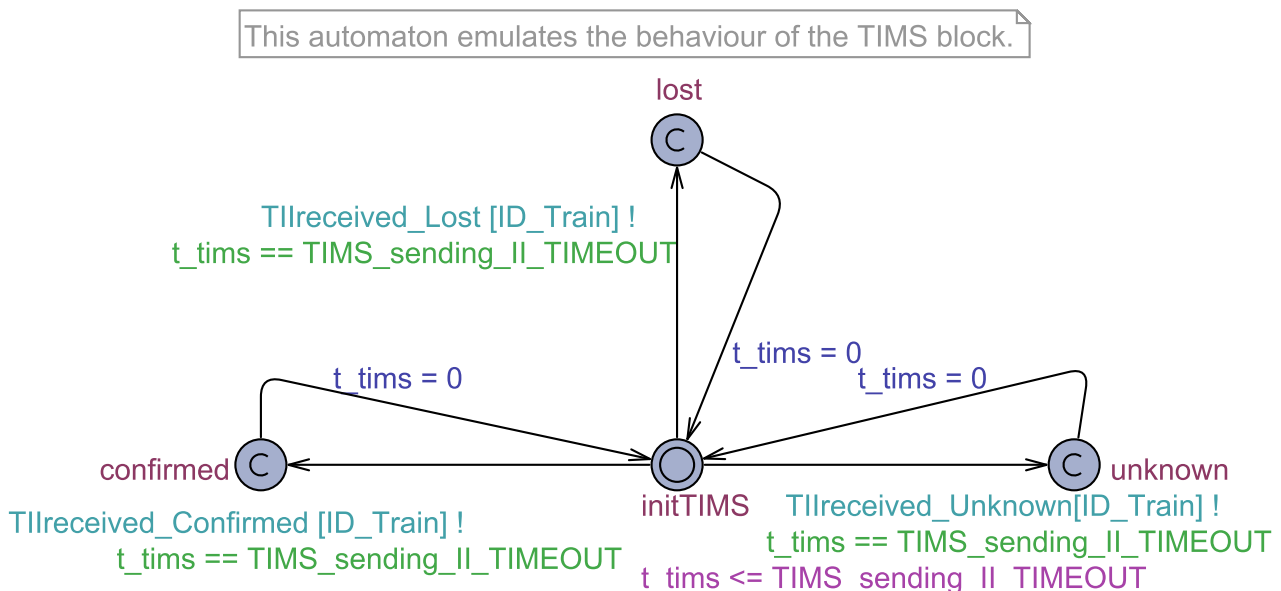 This automaton emulates the behaviour of the TIMS block.
lost
C
TIIreceived_Lost [ID_Train] !
t_tims == TIMS_sending_II_TIMEOUT
t_tims = 0
t_tims = 0
t_tims = 0
confirmed
C
C
unknown
initTIMS
TIIreceived_Unknown[ID_Train] !
TIIreceived_Confirmed [ID_Train] !
t_tims == TIMS_sending_II_TIMEOUT
t_tims == TIMS_sending_II_TIMEOUT
t_tims <= TIMS_sending_II_TIMEOUT